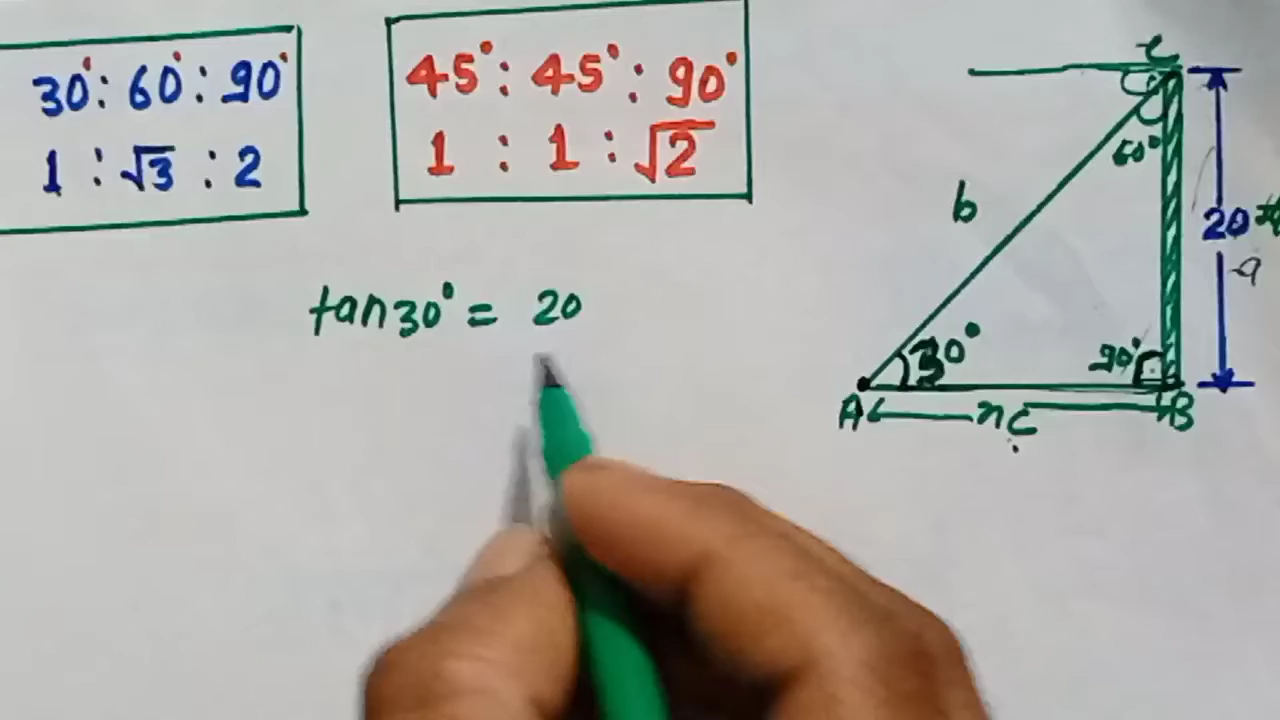 30° : 60° : 90°
1 : √3 : 2
45° : 45° : 90°
1 : 1 : √2
tan30° = 20
C
60°
b
20
a
30°
90°
A
B